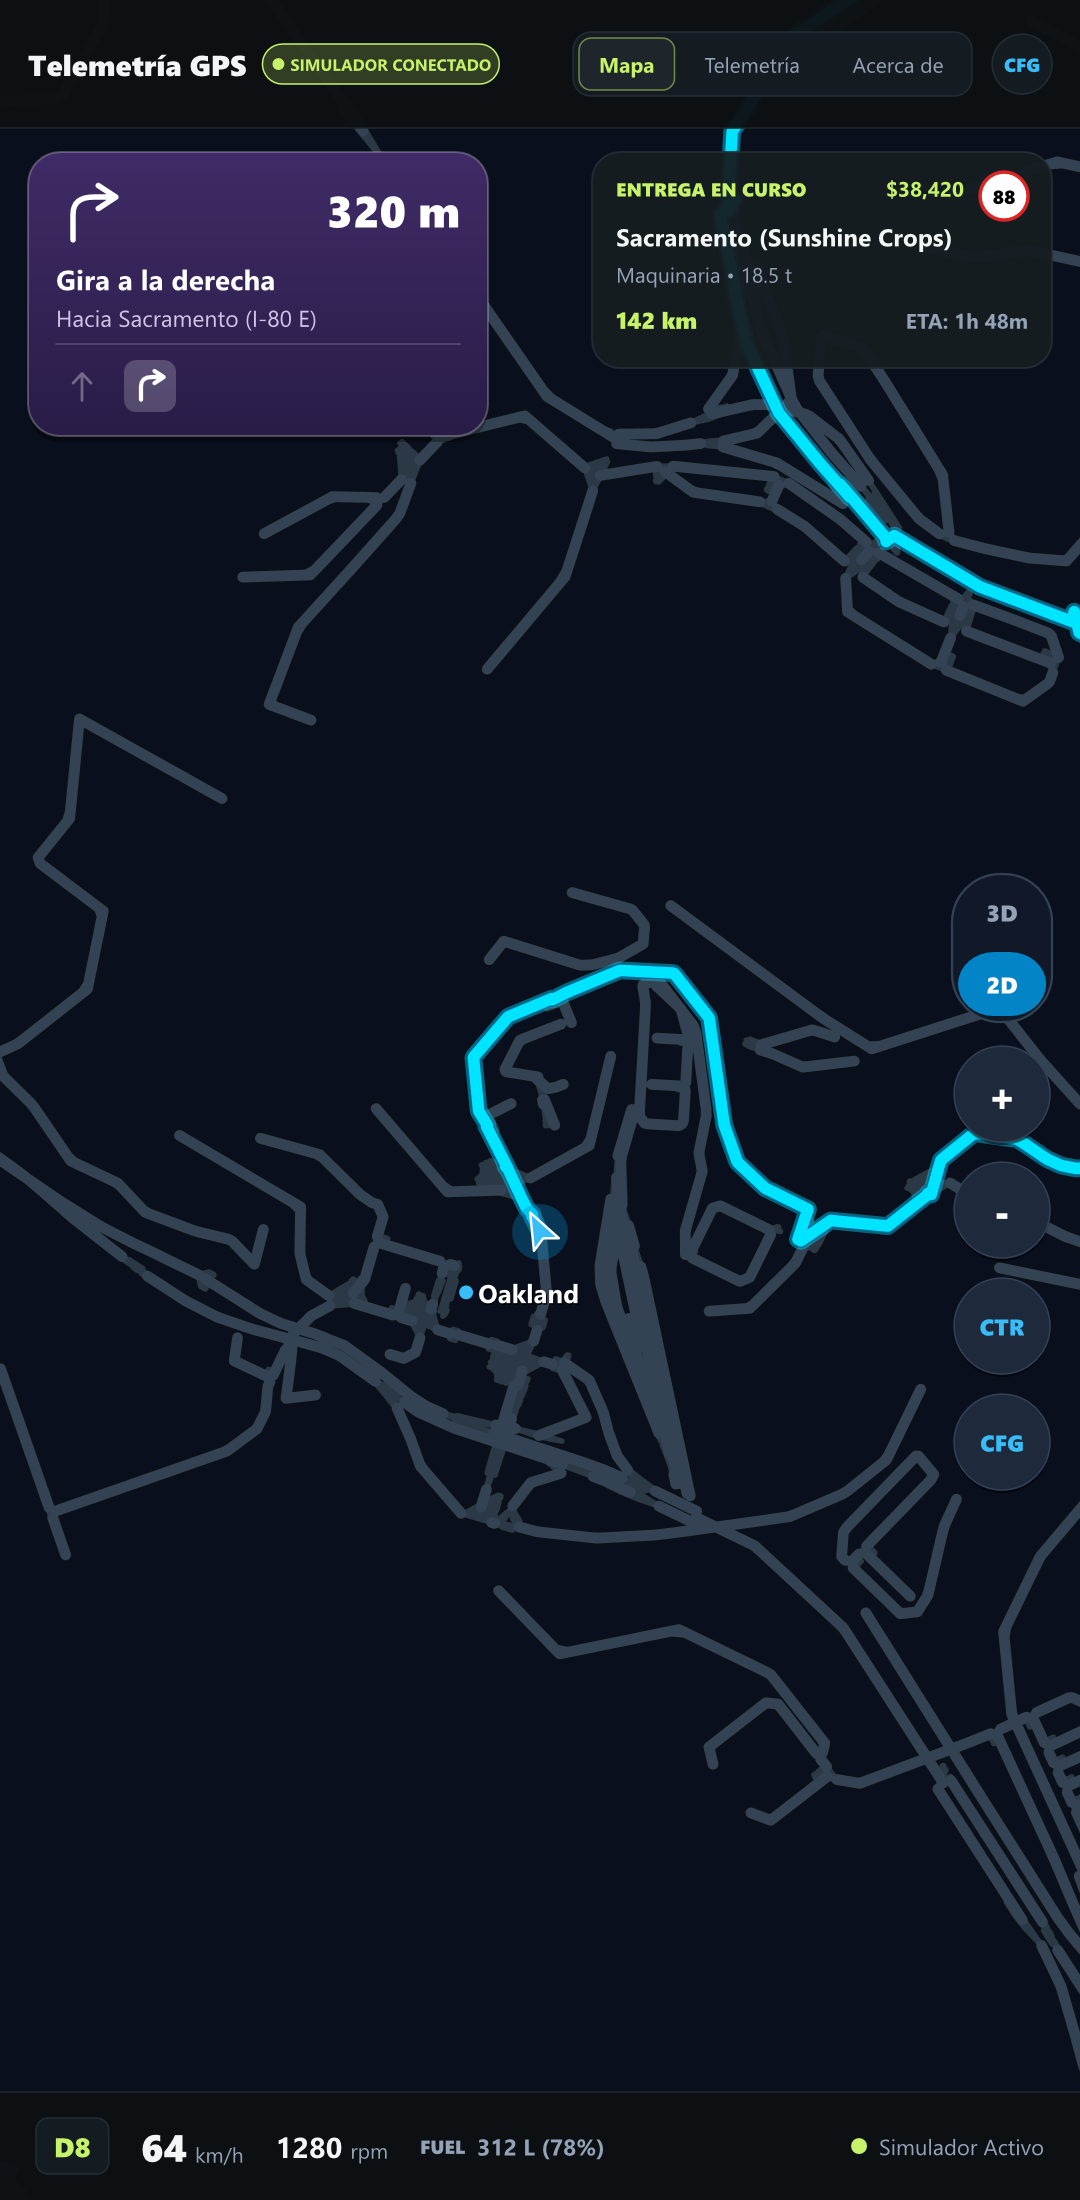 Telemetría GPS
SIMULADOR CONECTADO
Mapa
Telemetría
Acerca de
CFG
320 m
Gira a la derecha
Hacia Sacramento (I-80 E)
ENTREGA EN CURSO
$38,420
88
Sacramento (Sunshine Crops)
Maquinaria • 18.5 t
142 km
ETA: 1h 48m
3D
2D
+
-
CTR
CFG
Oakland
D8
64 km/h
1280 rpm
FUEL 312 L (78%)
Simulador Activo